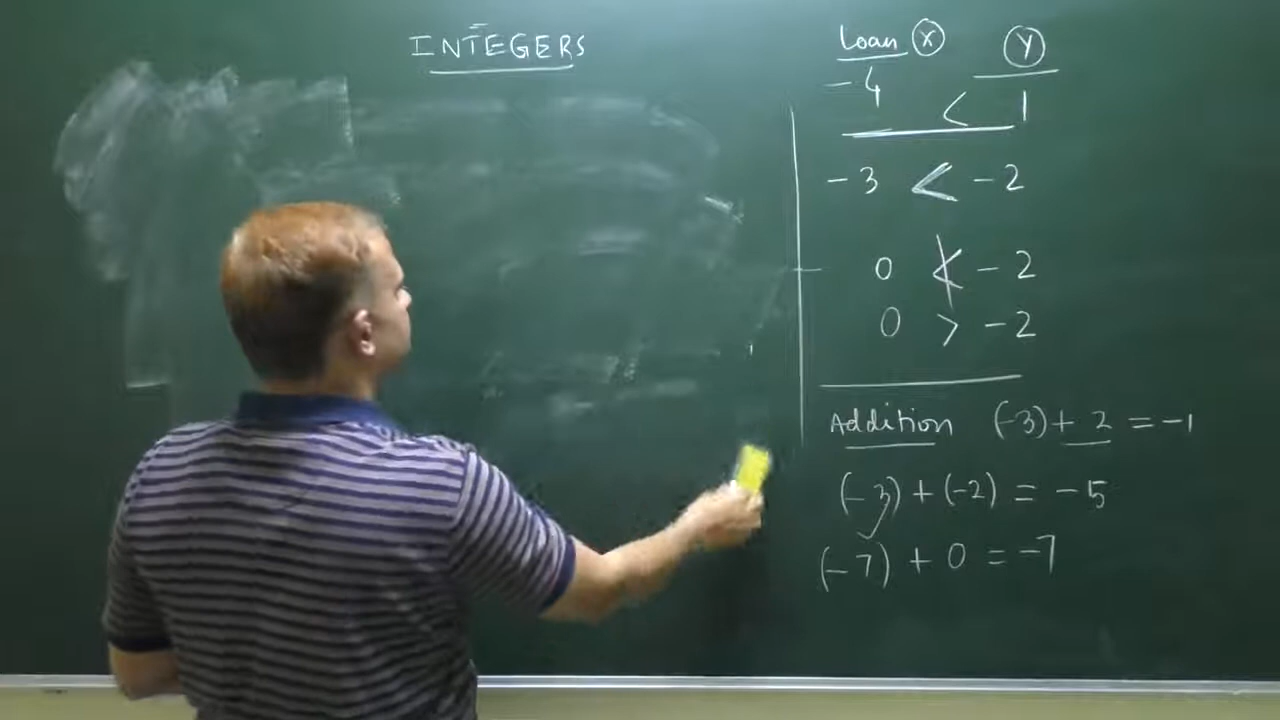 INTEGERS
Loan X Y
-4 < 1
-3 < -2
0 ≮ -2
0 > -2
Addition (-3) + 2 = -1
(-3) + (-2) = -5
(-7) + 0 = -7